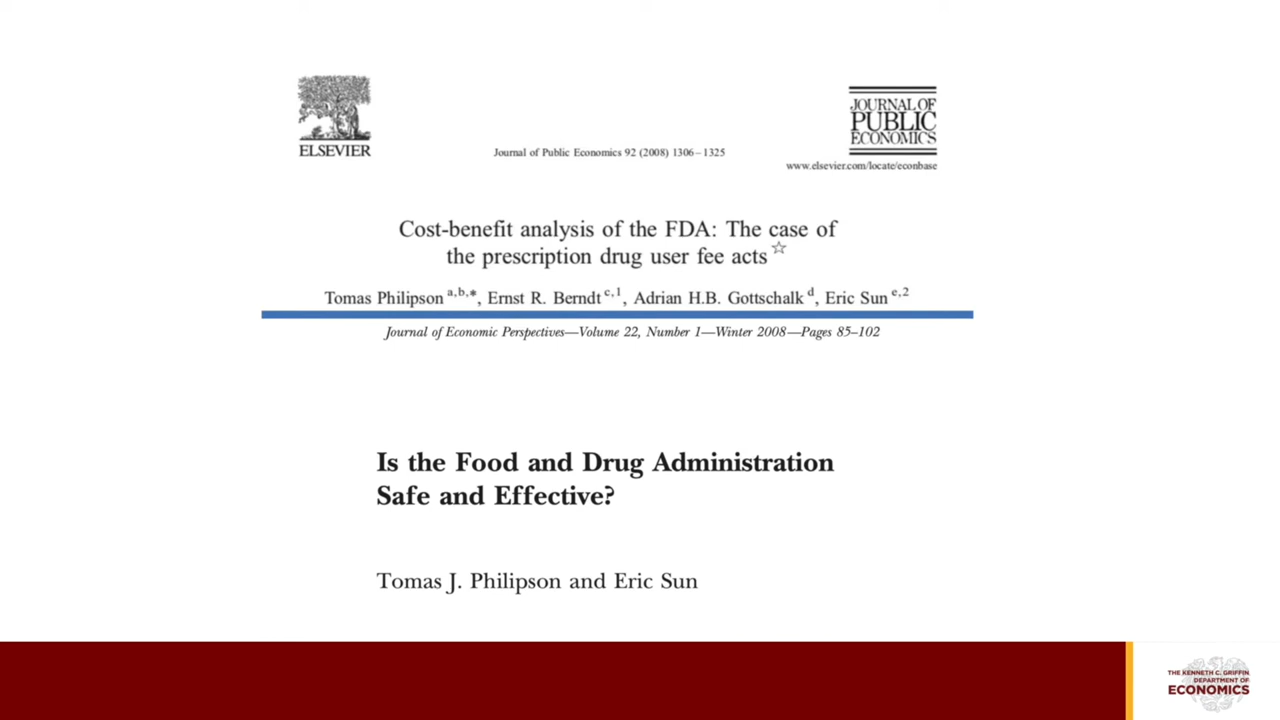 ELSEVIER
Journal of Public Economics 92 (2008) 1306–1325
JOURNAL OF
PUBLIC
ECONOMICS
www.elsevier.com/locate/econbase
Cost-benefit analysis of the FDA: The case of
the prescription drug user fee acts ☆
Tomas Philipson a,b,*, Ernst R. Berndt c,1, Adrian H.B. Gottschalk d, Eric Sun e,2
Journal of Economic Perspectives—Volume 22, Number 1—Winter 2008—Pages 85–102
Is the Food and Drug Administration
Safe and Effective?
Tomas J. Philipson and Eric Sun
THE KENNETH C. GRIFFIN
DEPARTMENT OF
ECONOMICS